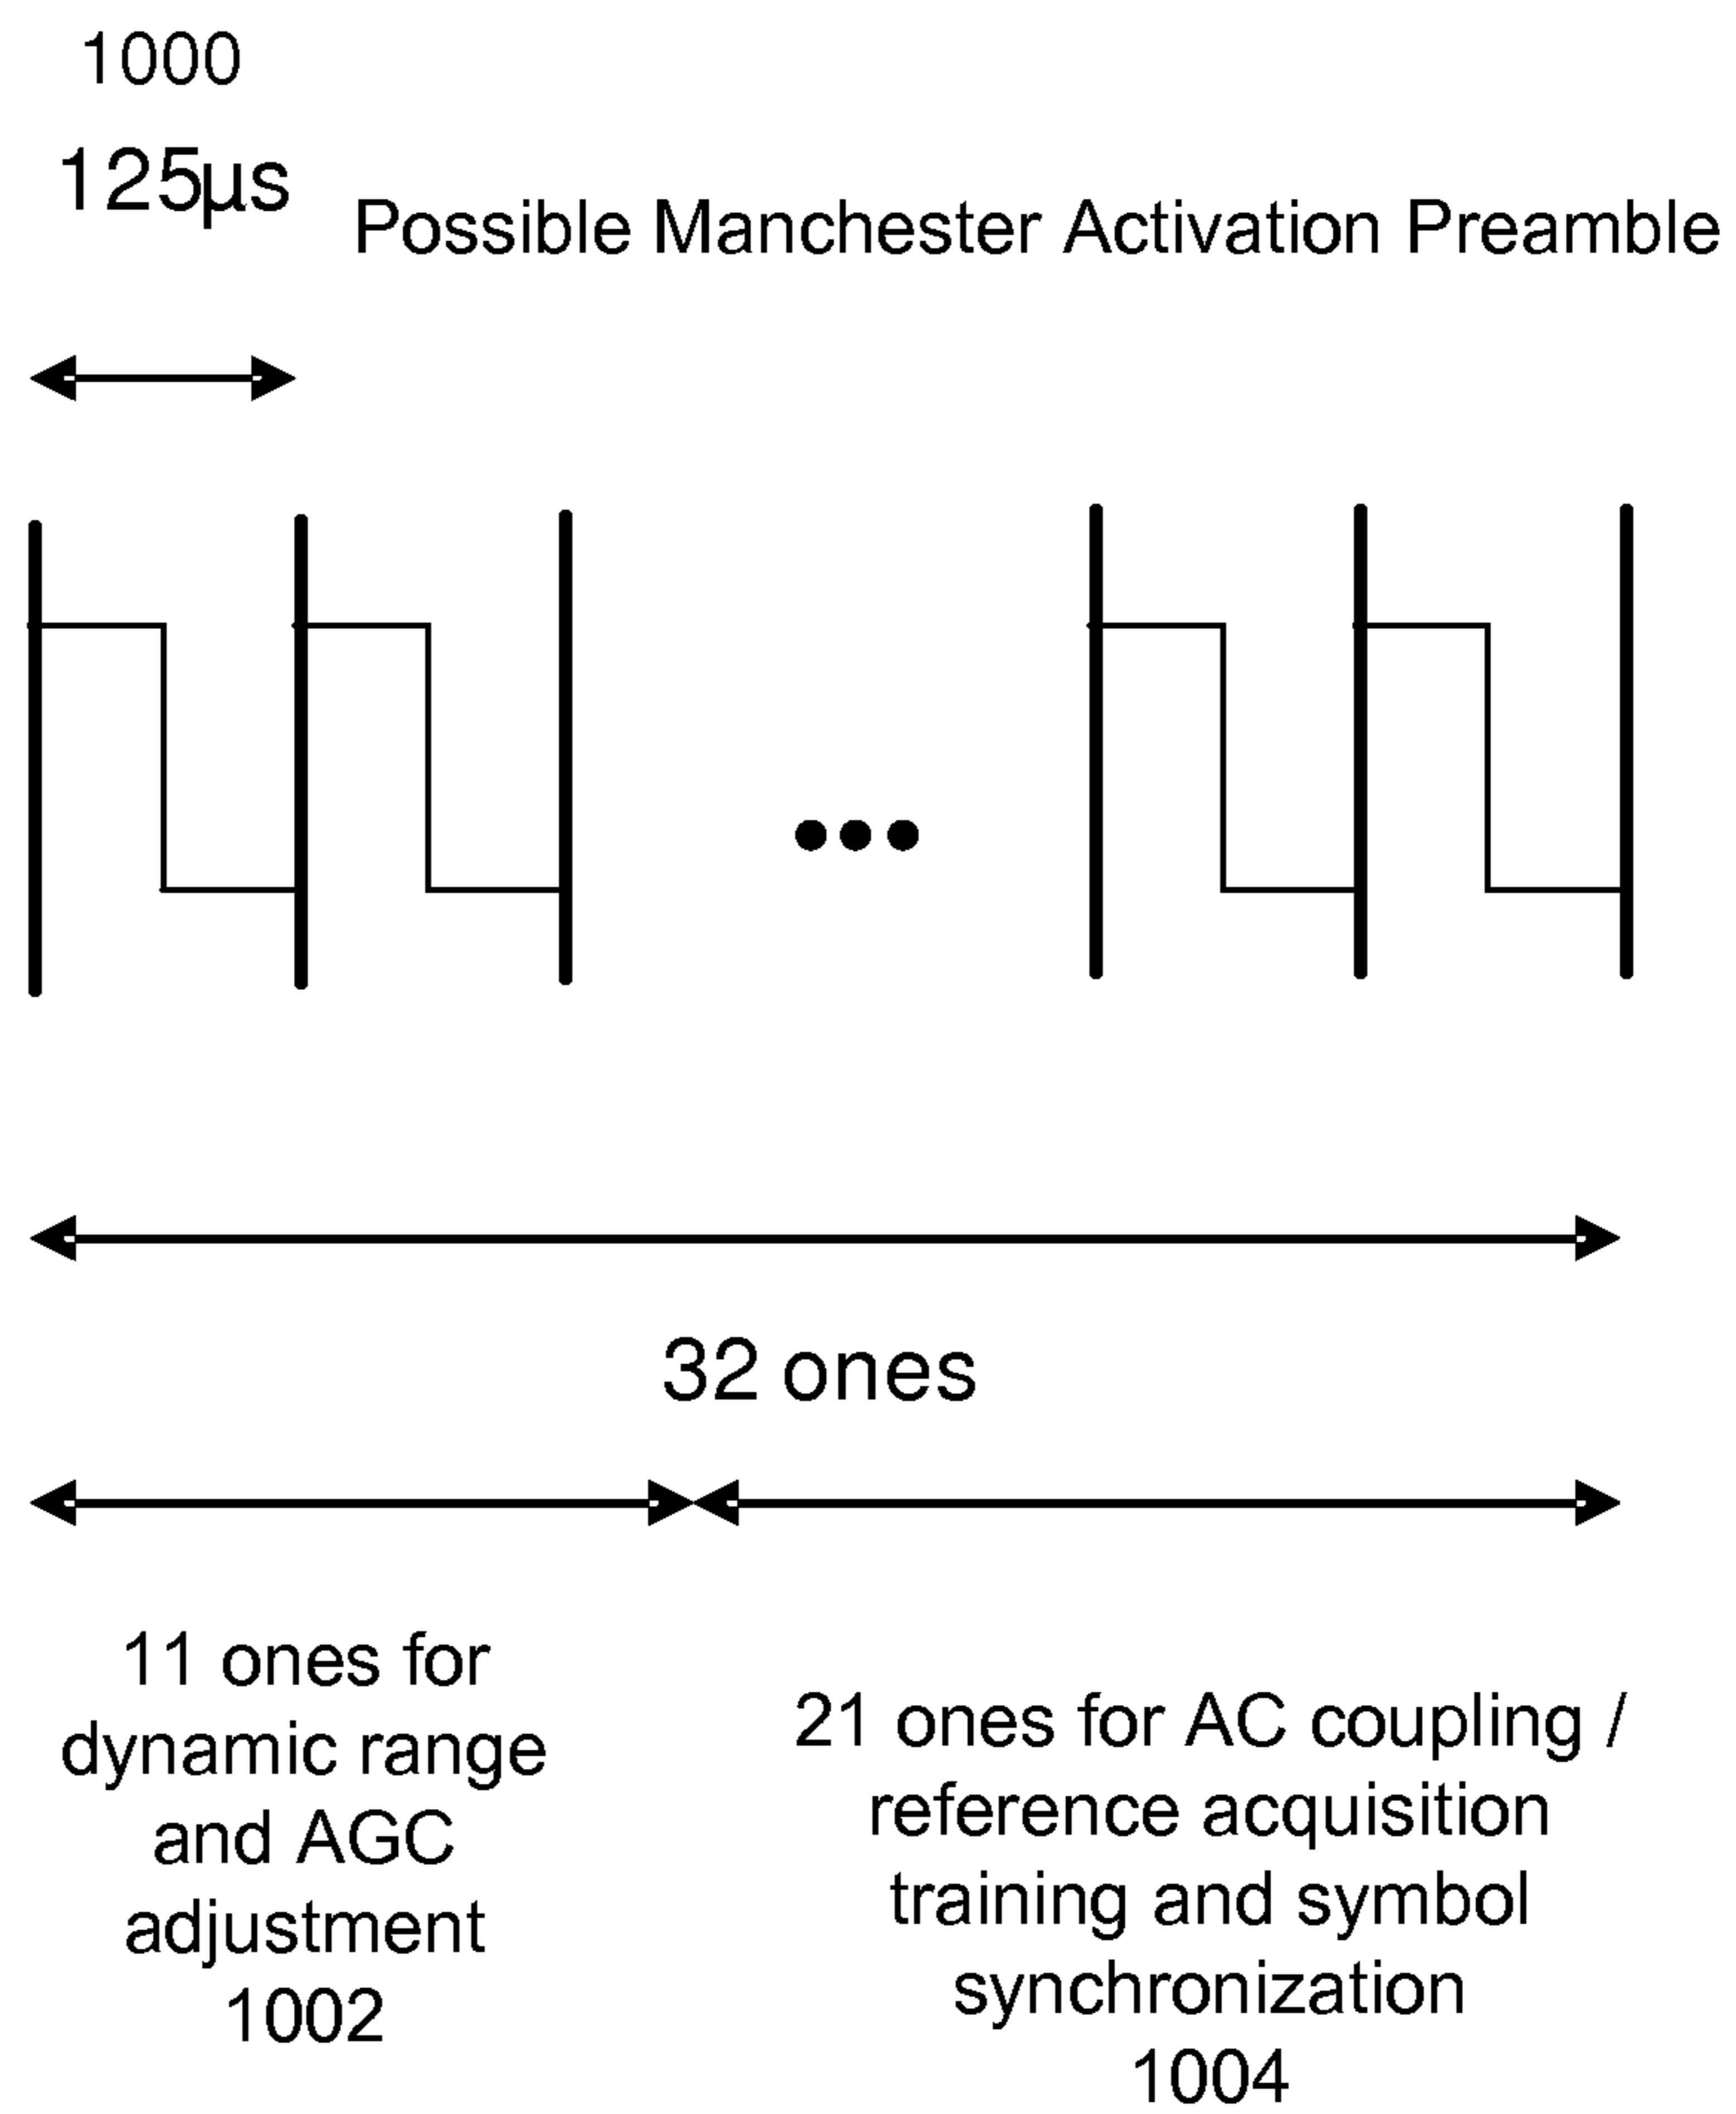 1000
125µs
Possible Manchester Activation Preamble
32 ones
11 ones for
dynamic range
and AGC
adjustment
1002
21 ones for AC coupling /
reference acquisition
training and symbol
synchronization
1004